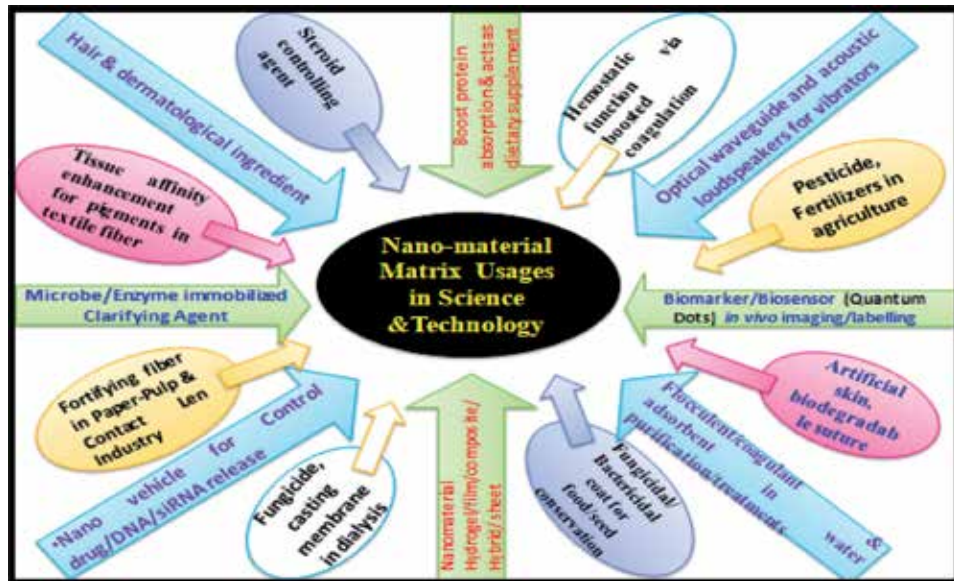 Hair & dermatological ingredient
Steroid
controlling
agent
Boost protein
absorption & actsas
dietary supplement
Hemostatic via
function
boosted
coagulation
Optical waveguide and acoustic
loudspeakers for vibrators
Tissue affinity
enhancement
for pigments in
textile fiber
Pesticide,
Fertilizers in
agriculture
Nano-material
Matrix Usages
in Science
&Technology
Microbe/Enzyme immobilized
Clarifying Agent
Biomarker/Biosensor (Quantum
Dots) in vivo imaging/labelling
Fortifying fiber
in Paper-Pulp &
Contact Len
Industry
Artificial
skin,
biodegradab
le suture
•Nano vehicle for Control
drug/DNA/siRNA release
Fungicide,
casting
membrane
in dialysis
Nanomaterial
Hydrogel/film/composite/
Hibrid/sheet
Fungicidal/
Bactericidal
coat for
food/seed
conservation
Flocculent/coagulant &
adsorbent in water
purification/treatments